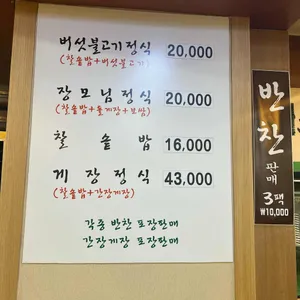 버섯불고기정식 20,000
(찰솥밥+버섯불고기)
장모님정식 20,000
(찰솥밥+돌게장+보쌈)
찰솥밥 16,000
게장정식 43,000
(찰솥밥+간장게장)
각종 반찬 포장판매
간장게장 포장판매
반찬
판매
3팩
₩10,000